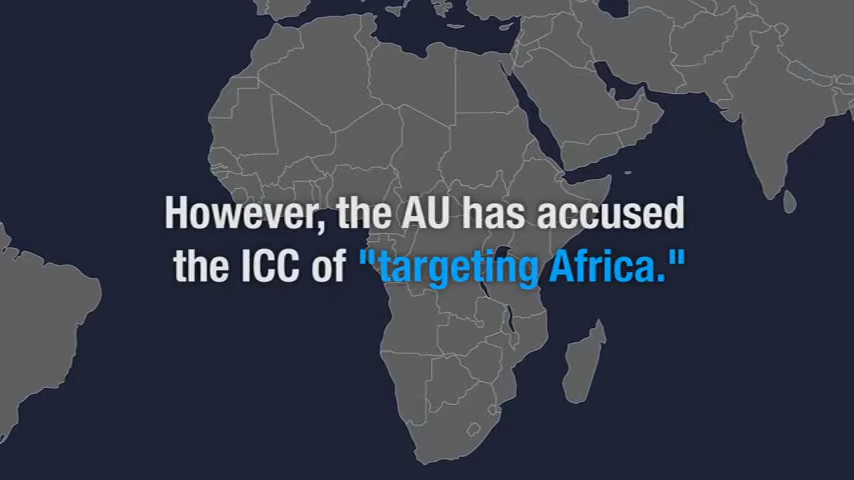 However, the AU has accused
the ICC of "targeting Africa."